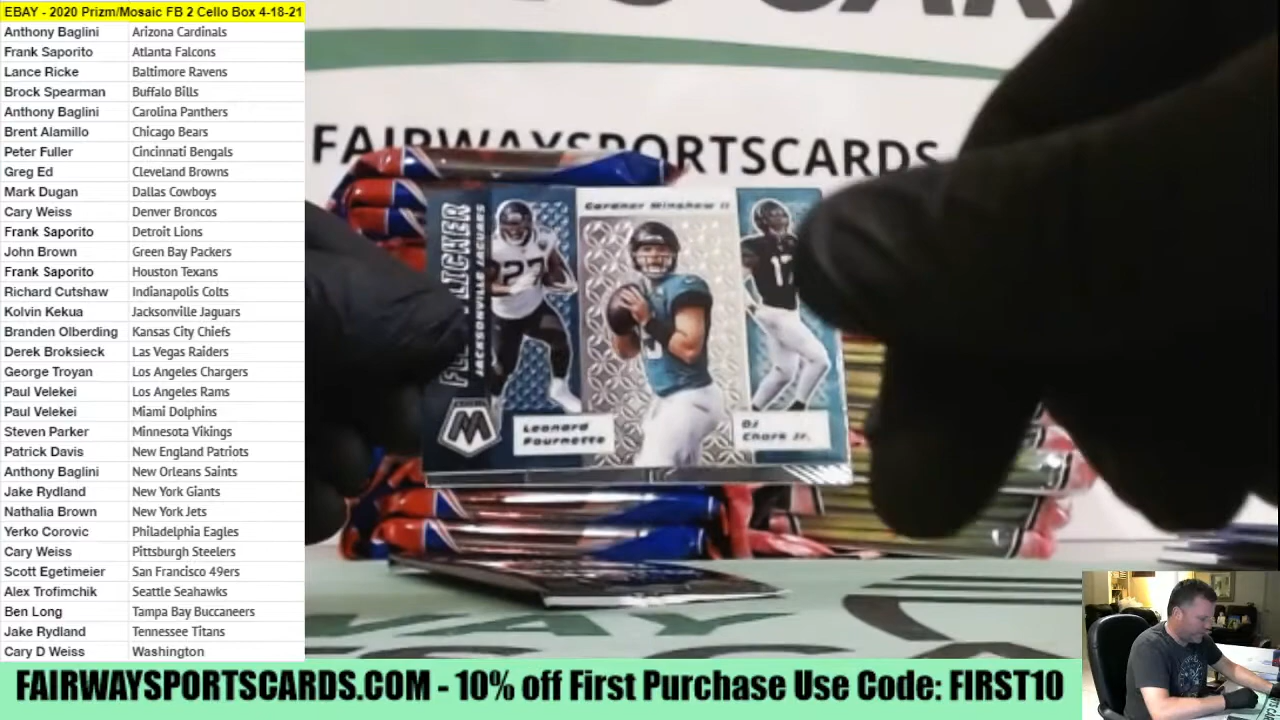 EBAY - 2020 Prizm/Mosaic FB 2 Cello Box 4-18-21
Anthony Baglini Arizona Cardinals
Frank Saporito Atlanta Falcons
Lance Ricke Baltimore Ravens
Brock Spearman Buffalo Bills
Anthony Baglini Carolina Panthers
Brent Alamillo Chicago Bears
Peter Fuller Cincinnati Bengals
Greg Ed Cleveland Browns
Mark Dugan Dallas Cowboys
Cary Weiss Denver Broncos
Frank Saporito Detroit Lions
John Brown Green Bay Packers
Frank Saporito Houston Texans
Richard Cutshaw Indianapolis Colts
Kolvin Kekua Jacksonville Jaguars
Branden Olberding Kansas City Chiefs
Derek Broksieck Las Vegas Raiders
George Troyan Los Angeles Chargers
Paul Velekei Los Angeles Rams
Paul Velekei Miami Dolphins
Steven Parker Minnesota Vikings
Patrick Davis New England Patriots
Anthony Baglini New Orleans Saints
Jake Rydland New York Giants
Nathalia Brown New York Jets
Yerko Corovic Philadelphia Eagles
Cary Weiss Pittsburgh Steelers
Scott Egetimeier San Francisco 49ers
Alex Trofimchik Seattle Seahawks
Ben Long Tampa Bay Buccaneers
Jake Rydland Tennessee Titans
Cary D Weiss Washington
FAIRWAYSPORTSCARDS
JACKSONVILLE JAGUARS
Gardner Minshew II
27
17
Leonard
Fournette
DJ
Chark Jr.
FAIRWAYSPORTSCARDS.COM - 10% off First Purchase Use Code: FIRST10